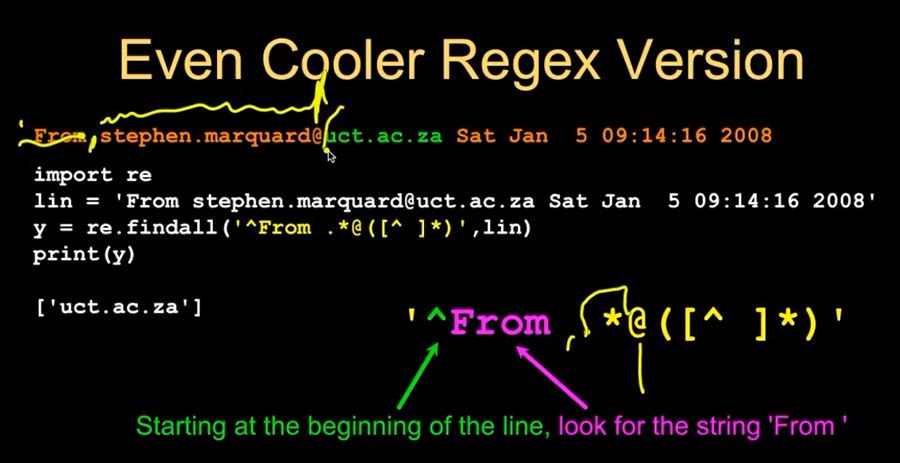 Even Cooler Regex Version
From stephen.marquard@uct.ac.za Sat Jan  5 09:14:16 2008
import re
lin = 'From stephen.marquard@uct.ac.za Sat Jan  5 09:14:16 2008'
y = re.findall('^From .*@([^ ]*)',lin)
print(y)
['uct.ac.za']
'^From .*@([^ ]*)'
Starting at the beginning of the line, look for the string 'From '